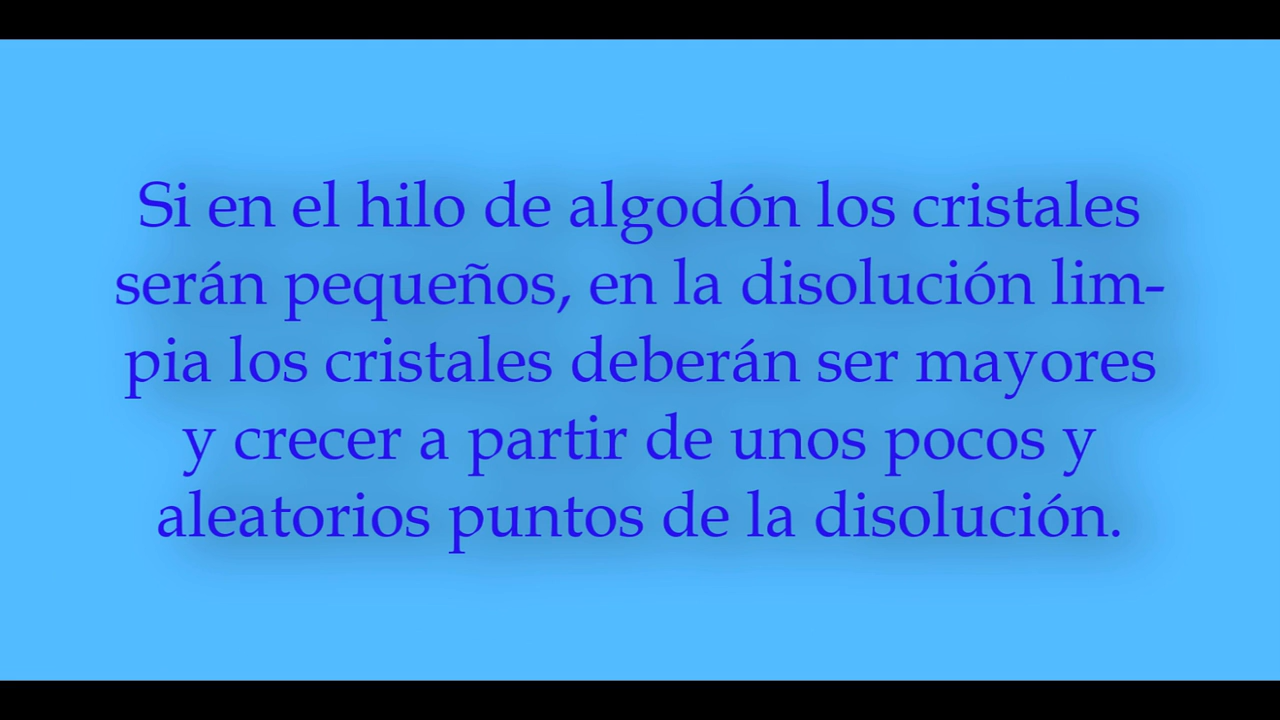 Si en el hilo de algodón los cristales
serán pequeños, en la disolución lim-
pia los cristales deberán ser mayores
y crecer a partir de unos pocos y
aleatorios puntos de la disolución.